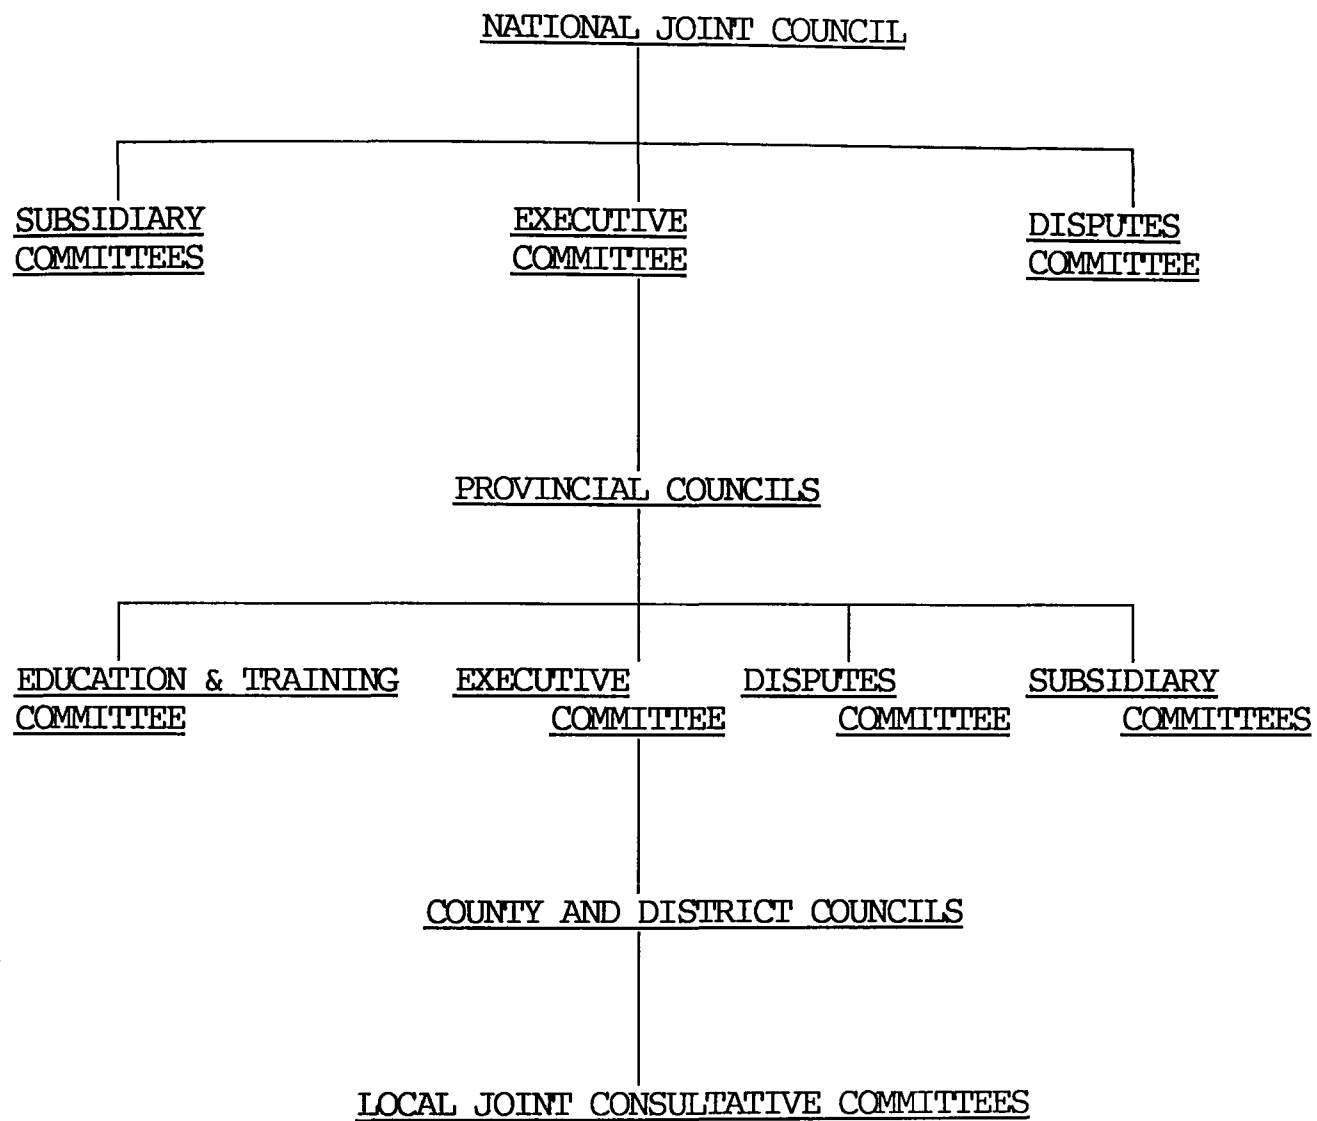 NATIONAL JOINT COUNCIL
SUBSIDIARY
COMMITTEES
EXECUTIVE
COMMITTEE
DISPUTES
COMMITTEE
PROVINCIAL COUNCILS
EDUCATION & TRAINING
COMMITTEE
EXECUTIVE
COMMITTEE
DISPUTES
COMMITTEE
SUBSIDIARY
COMMITTEES
COUNTY AND DISTRICT COUNCILS
LOCAL JOINT CONSULTATIVE COMMITTEES